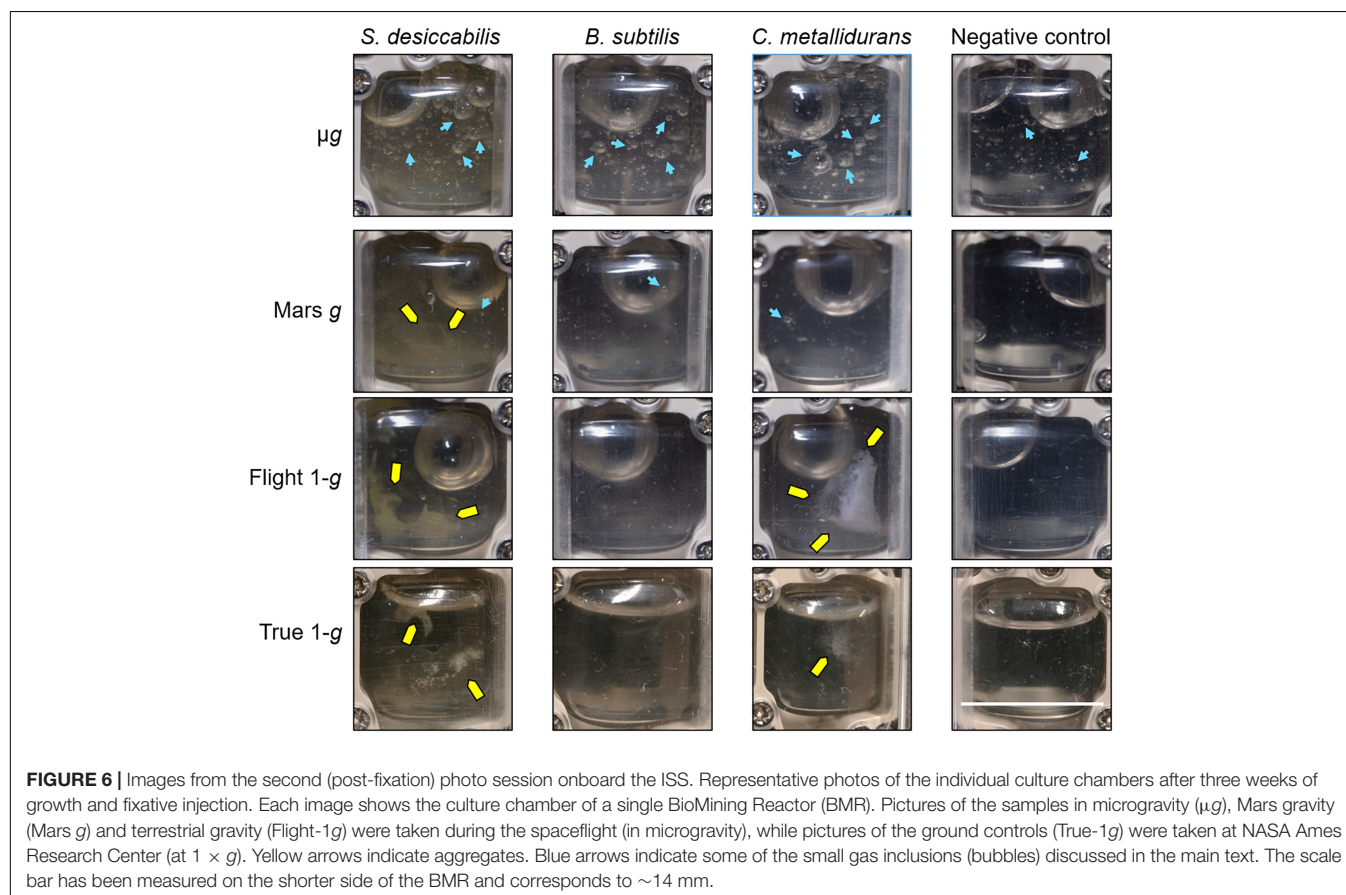 S. desiccabilis B. subtilis C. metallidurans Negative control
µg
Mars g
Flight 1-g
True 1-g
FIGURE 6 | Images from the second (post-fixation) photo session onboard the ISS. Representative photos of the individual culture chambers after three weeks of
growth and fixative injection. Each image shows the culture chamber of a single BioMining Reactor (BMR). Pictures of the samples in microgravity (µg), Mars gravity
(Mars g) and terrestrial gravity (Flight-1g) were taken during the spaceflight (in microgravity), while pictures of the ground controls (True-1g) were taken at NASA Ames
Research Center (at 1 × g). Yellow arrows indicate aggregates. Blue arrows indicate some of the small gas inclusions (bubbles) discussed in the main text. The scale
bar has been measured on the shorter side of the BMR and corresponds to ~14 mm.